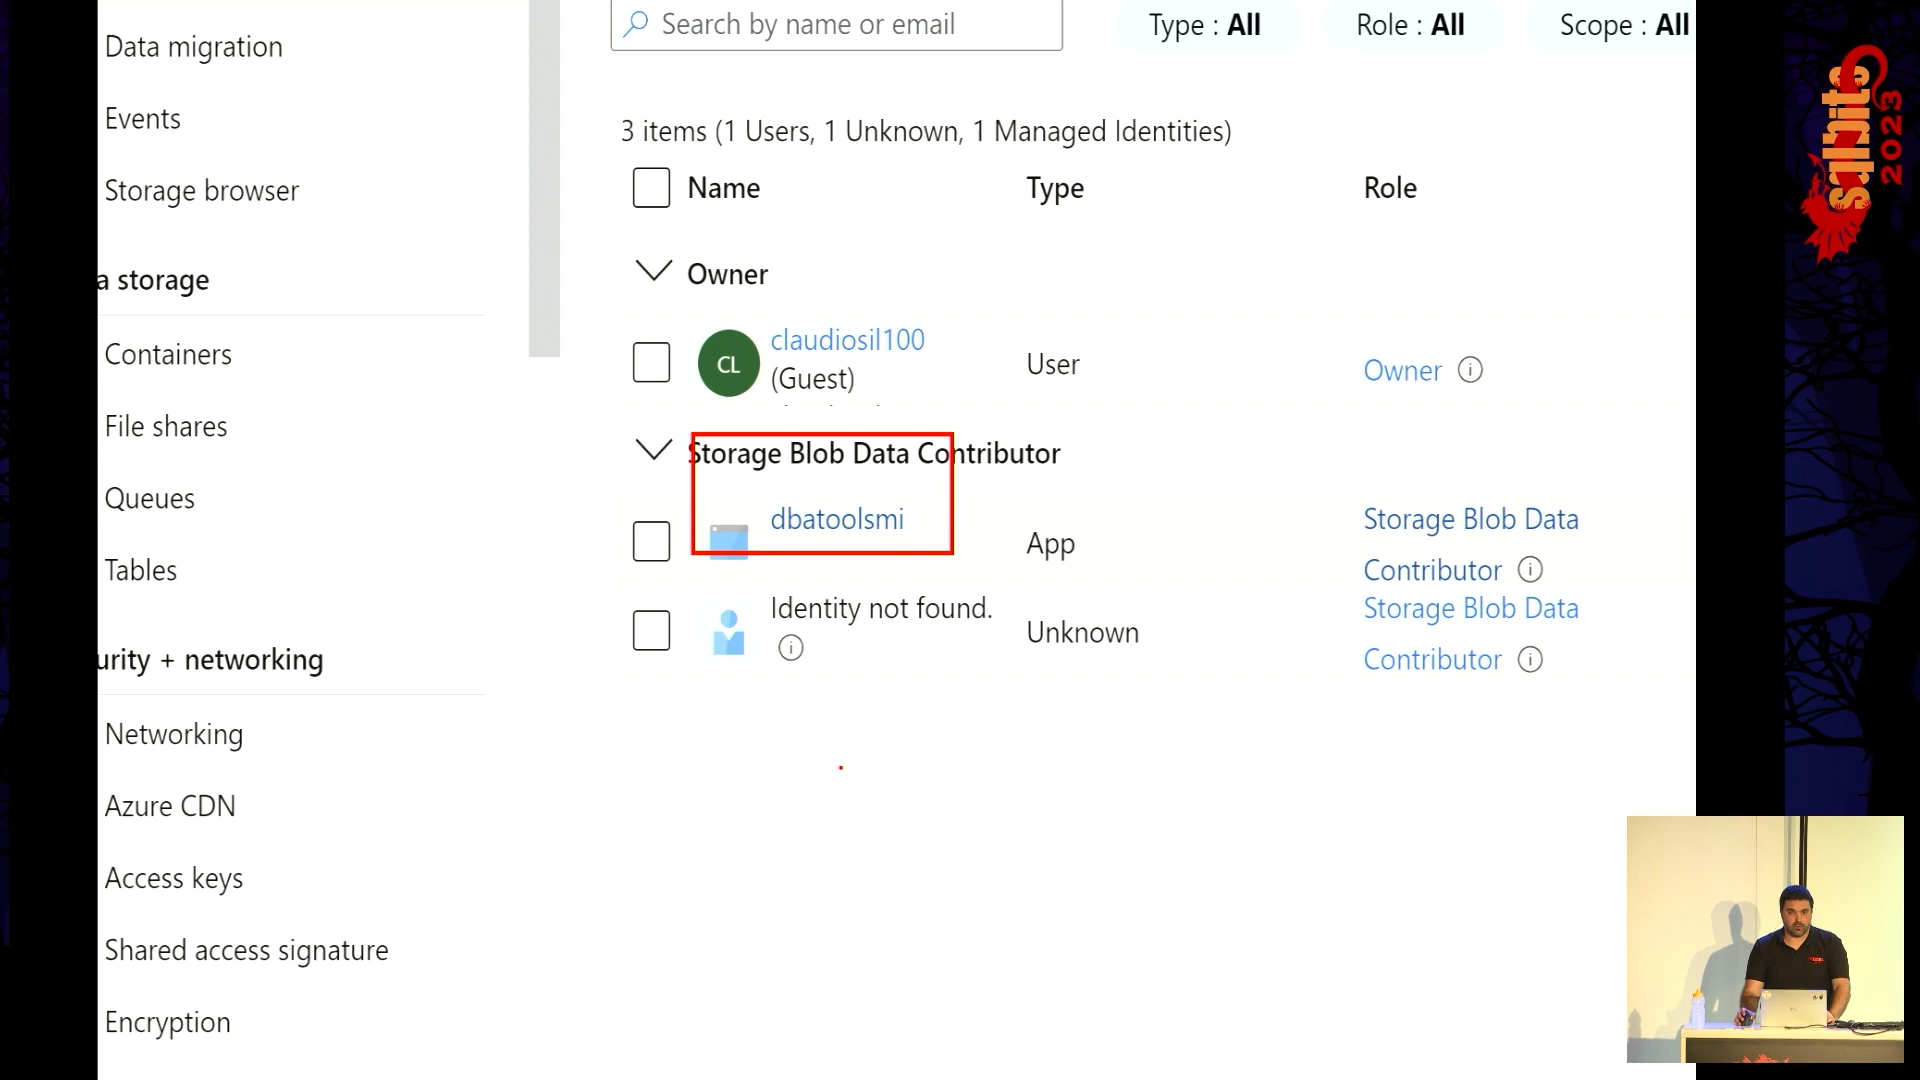 Data migration
Events
Storage browser
a storage
Containers
File shares
Queues
Tables
urity + networking
Networking
Azure CDN
Access keys
Shared access signature
Encryption
Search by name or email
Type : All
Role : All
Scope : All
3 items (1 Users, 1 Unknown, 1 Managed Identities)
Name Type Role
Owner
CL
claudiosil100
(Guest)
User
Owner
Storage Blob Data Contributor
dbatoolsmi
App
Storage Blob Data
Contributor
Identity not found.
Unknown
Storage Blob Data
Contributor
sqlbits
2023